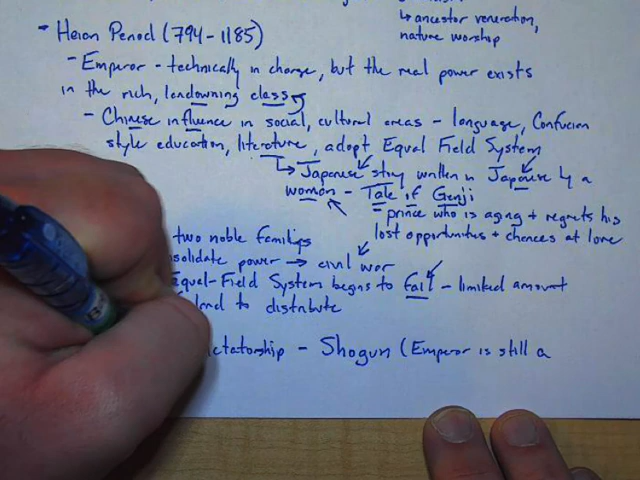 ↳ ancestor veneration,
nature worship
- Heian Period (794-1185)
- Emperor - technically in charge, but the real power exists
in the rich, landowning class
- Chinese influence in social, cultural areas - language, Confucian
style education, literature, adopt Equal Field System
↳ Japanese story written in Japanese by a
woman - Tale of Genji
= prince who is aging + regrets his
lost opportunities + chances at love
two noble families
solidate power → civil war
Equal-Field System begins to fail - limited amount
land to distribute
ictatorship - Shogun (Emperor is still a